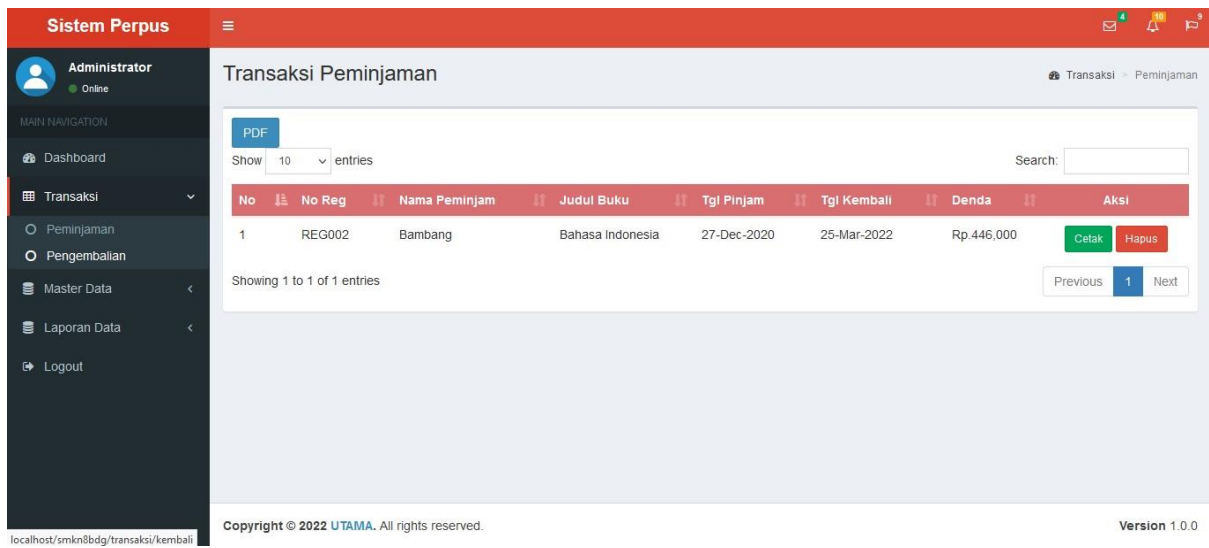 Sistem Perpus
4 10 9
Administrator
Online
Transaksi Peminjaman
Transaksi > Peminjaman
MAIN NAVIGATION
Dashboard
Transaksi
Peminjaman
Pengembalian
Master Data
Laporan Data
Logout
PDF
Show 10 entries
Search:
No No Reg Nama Peminjam Judul Buku Tgl Pinjam Tgl Kembali Denda Aksi
1 REG002 Bambang Bahasa Indonesia 27-Dec-2020 25-Mar-2022 Rp.446,000 Cetak Hapus
Showing 1 to 1 of 1 entries
Previous 1 Next
Copyright © 2022 UTAMA. All rights reserved.
Version 1.0.0
localhost/smkn8bdg/transaksi/kembali